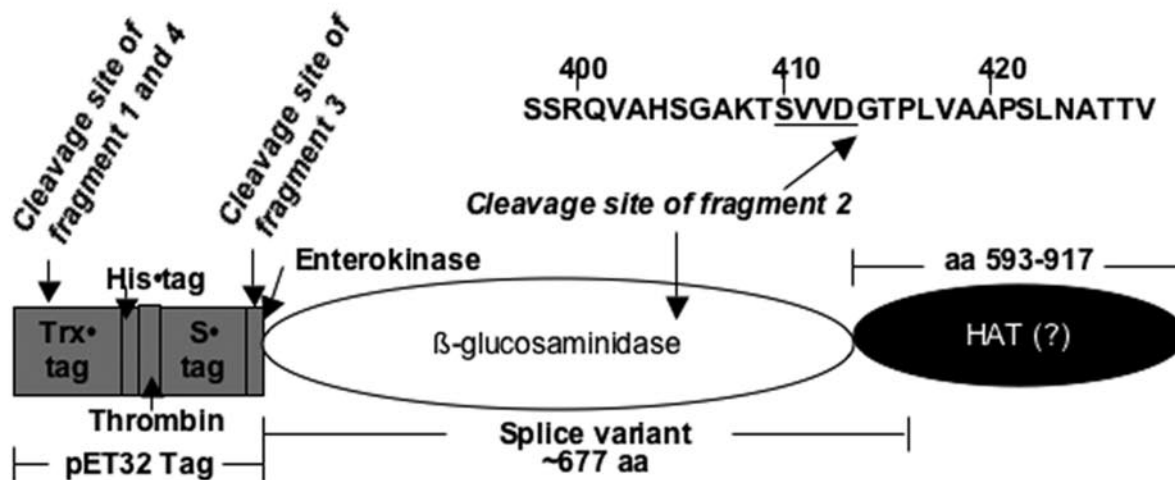 Cleavage site of
fragment 1 and 4
Cleavage site of
fragment 3
400 410 420
SSRQVAHSGAKTSVVDGTPLVAAPSLNATTV
Cleavage site of fragment 2
His•tag
Enterokinase
aa 593-917
Trx•
tag
S•
tag
ß-glucosaminidase
HAT (?)
Thrombin
pET32 Tag
Splice variant
~677 aa